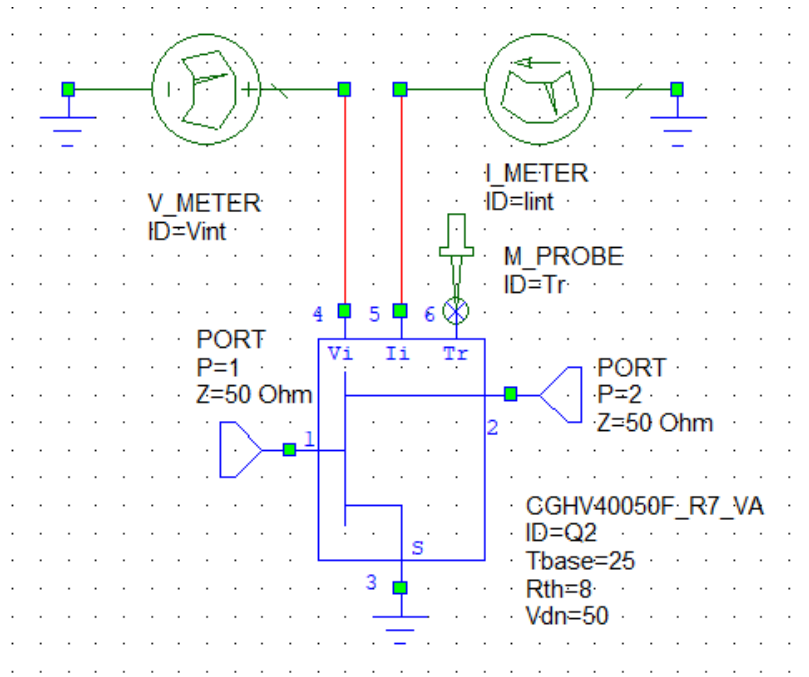 V_METER
ID=Vint
I_METER
ID=Iint
M_PROBE
ID=Tr
4
5
6
Vi
Ii
Tr
PORT
P=1
Z=50 Ohm
1
PORT
P=2
Z=50 Ohm
2
S
3
CGHV40050F_R7_VA
ID=Q2
Tbase=25
Rth=8
Vdn=50